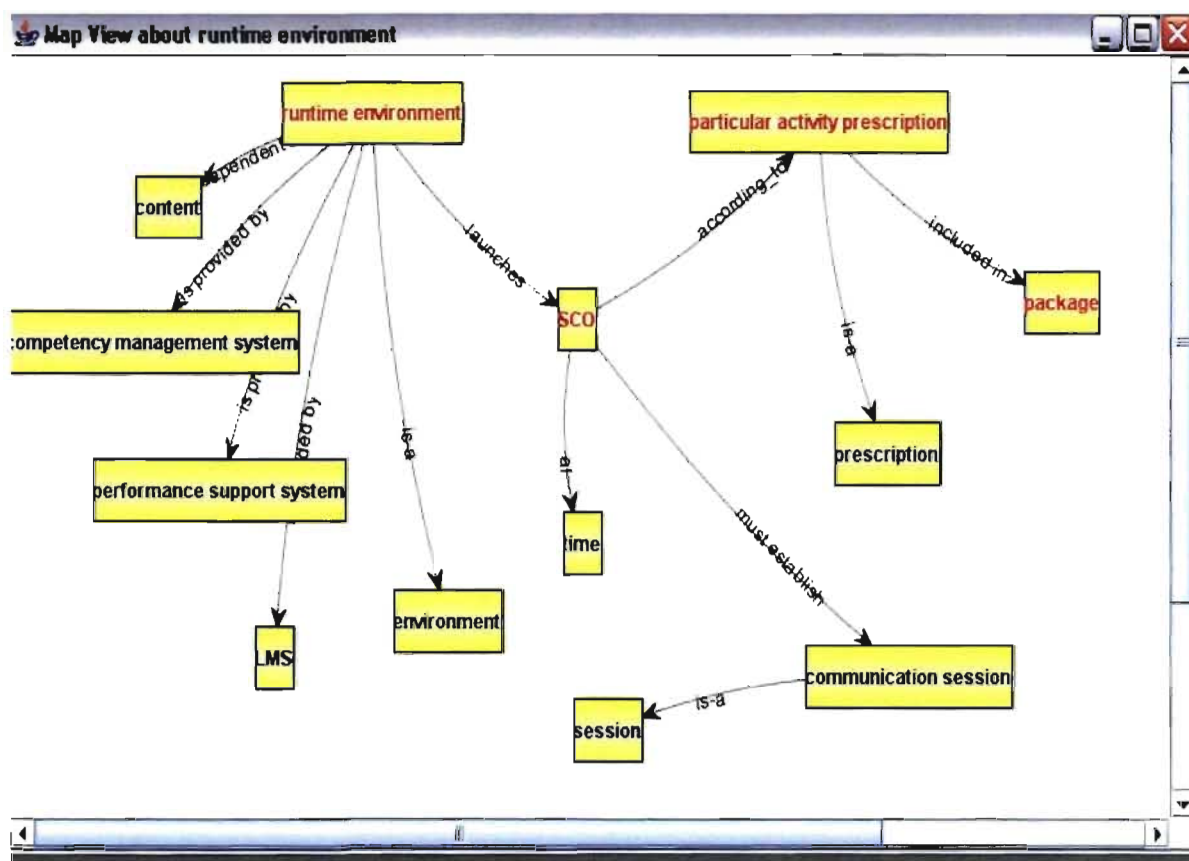 Map View about runtime environment
runtime environment
particular activity prescription
content
is provided by
launches
according_to
included in
SCO
package
competency management system
is-a
is-a
prescription
performance support system
at
time
must establish
environment
LMS
communication session
is-a
session